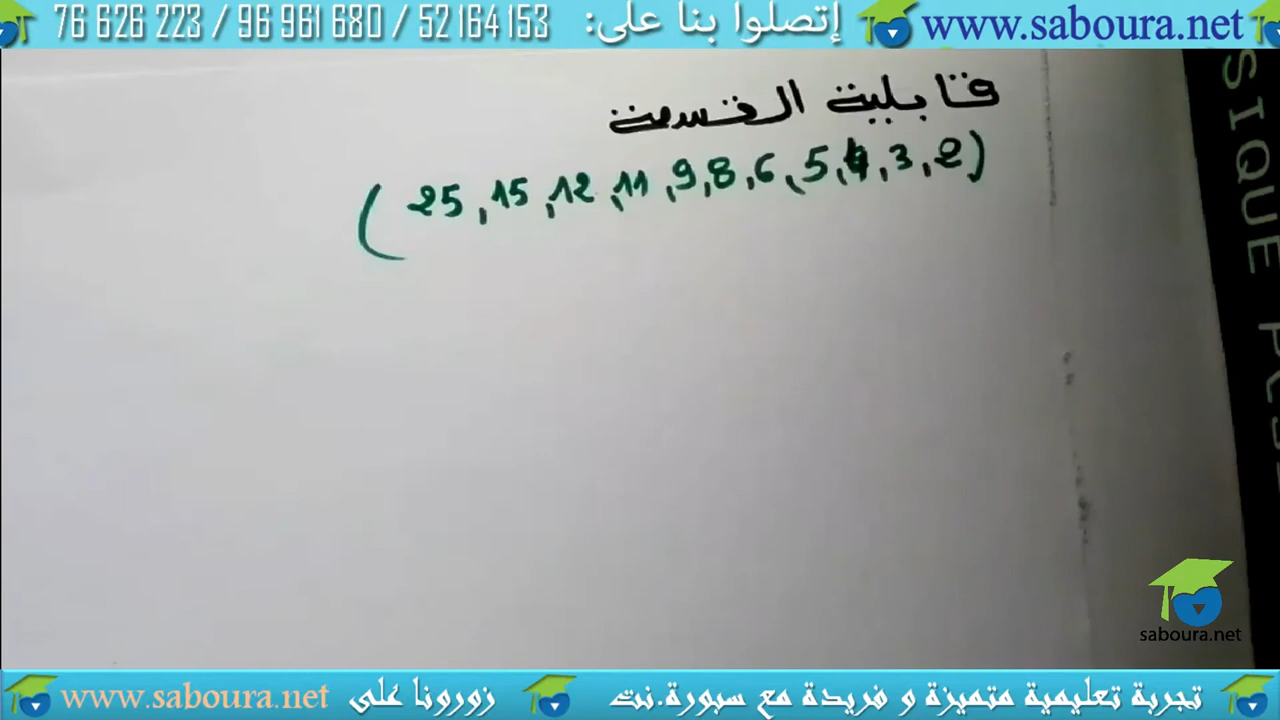 إتصلوا بنا على: 76 626 223 / 96 961 680 / 52 164 153
www.saboura.net
قابلية القسمة
(2, 3, 4, 5, 6, 8, 9, 11, 12, 15, 25)
SIQUE
saboura.net
تجربة تعليمية متميزة و فريدة مع سبورة.نت
زورونا على www.saboura.net